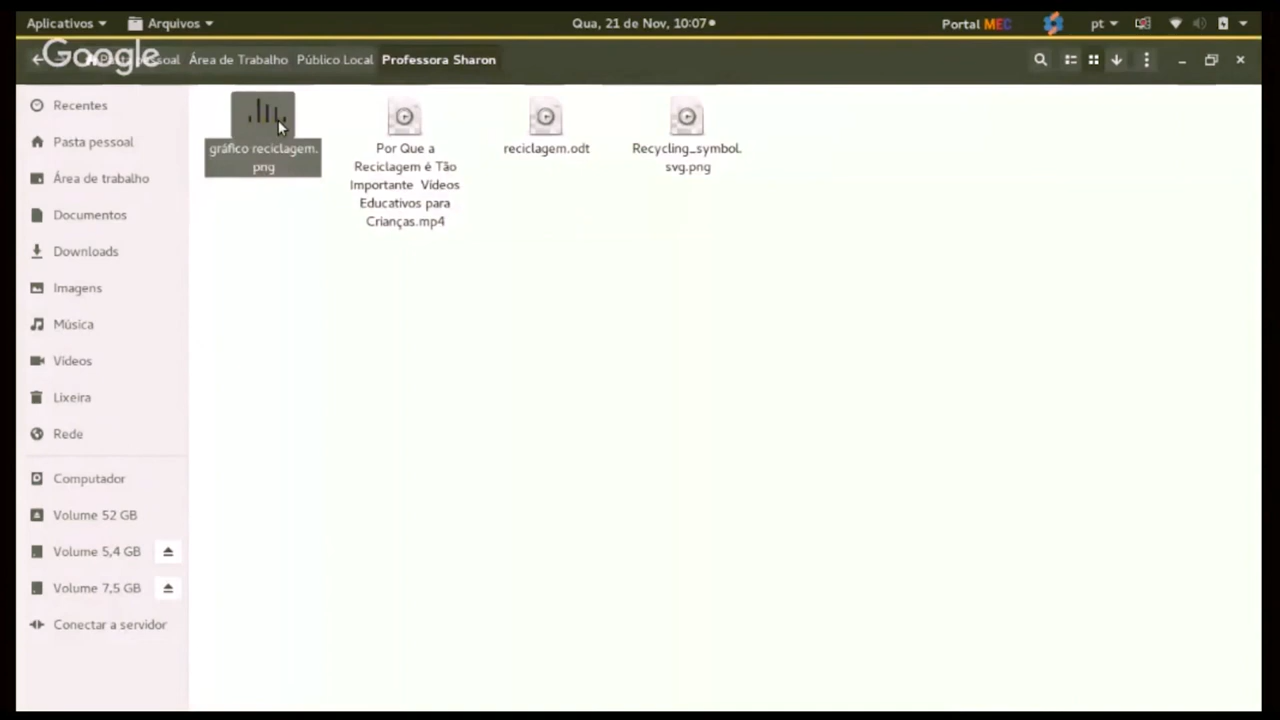 Aplicativos Arquivos Qua, 21 de Nov, 10:07 Portal MEC pt
Google
Pasta pessoal Área de Trabalho Público Local Professora Sharon
Recentes
Pasta pessoal
Área de trabalho
Documentos
Downloads
Imagens
Música
Vídeos
Lixeira
Rede
Computador
Volume 52 GB
Volume 5,4 GB
Volume 7,5 GB
Conectar a servidor
gráfico reciclagem.
png
Por Que a
Reciclagem é Tão
Importante Vídeos
Educativos para
Crianças.mp4
reciclagem.odt
Recycling_symbol.
svg.png